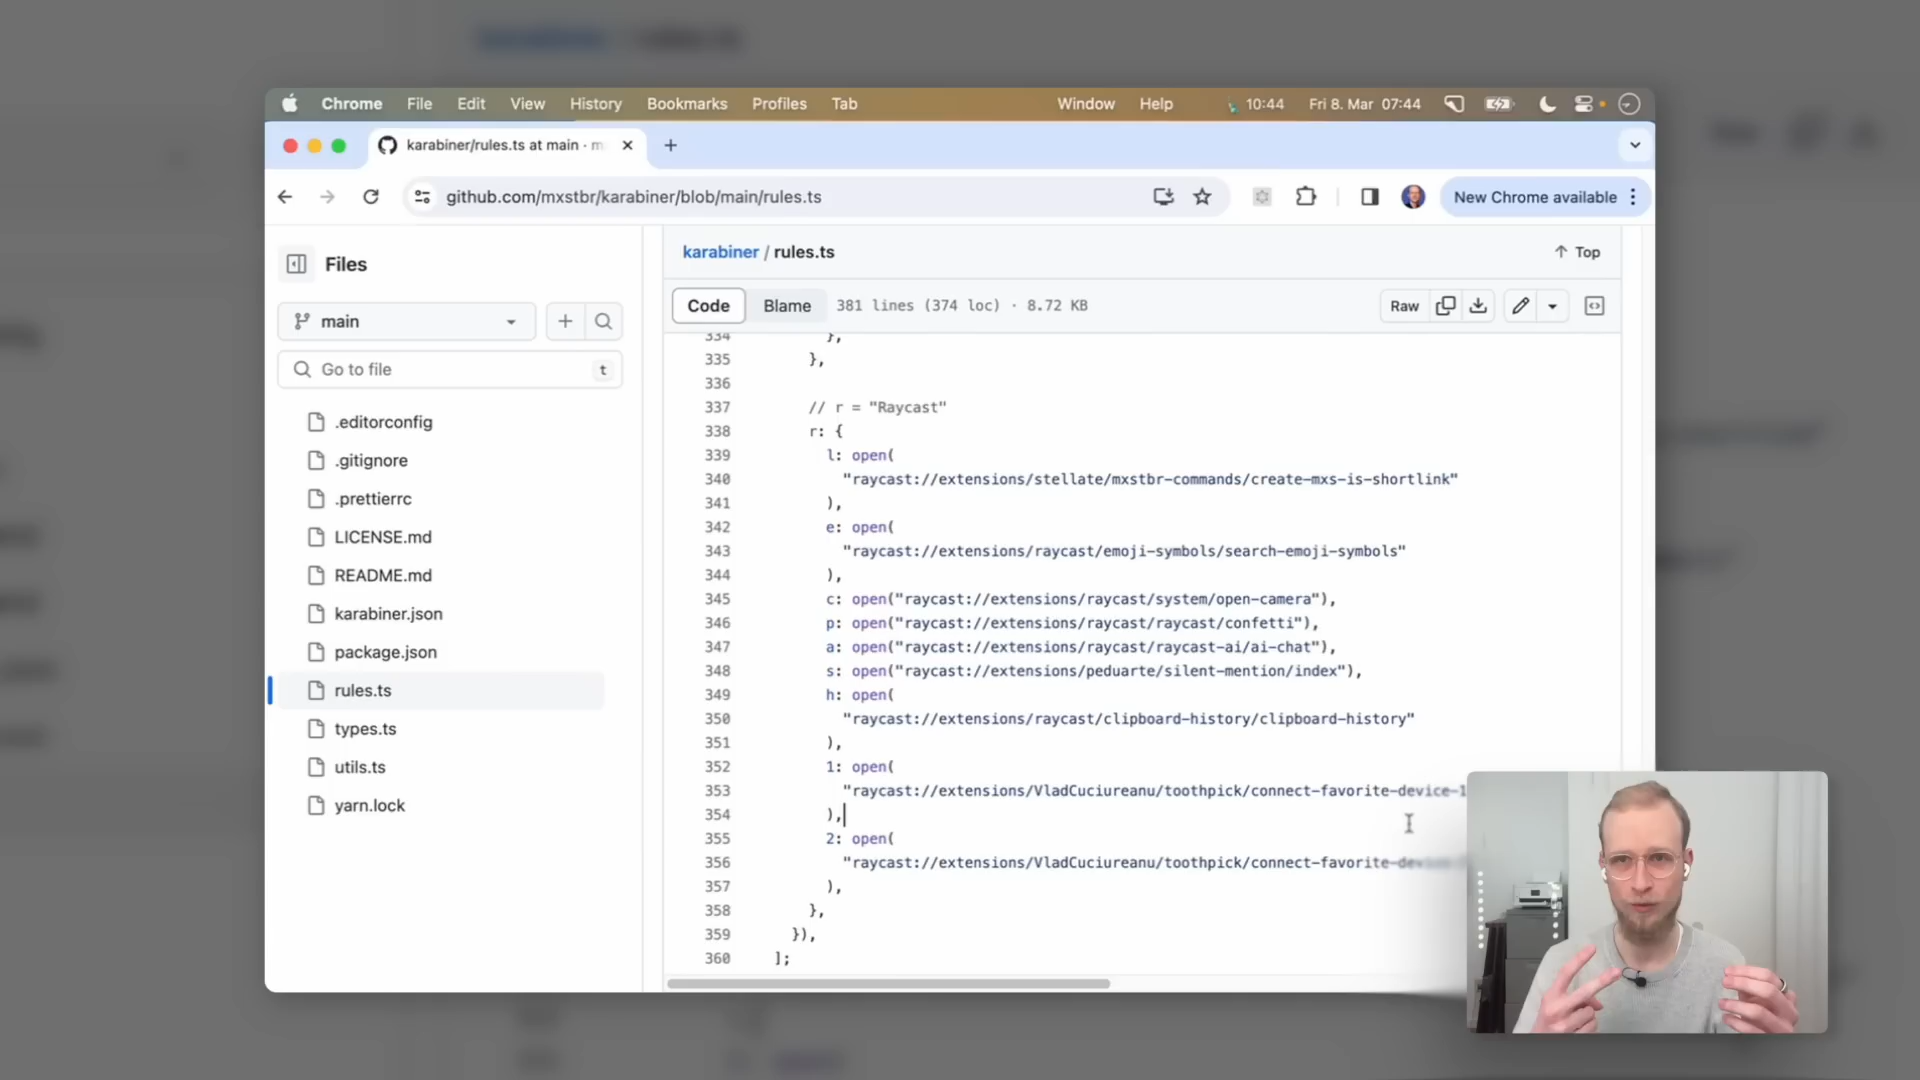 Chrome File Edit View History Bookmarks Profiles Tab Window Help 10:44 Fri 8. Mar 07:44
karabiner/rules.ts at main · m
github.com/mxstbr/karabiner/blob/main/rules.ts
New Chrome available
Files
main
Go to file t
.editorconfig
.gitignore
.prettierrc
LICENSE.md
README.md
karabiner.json
package.json
rules.ts
types.ts
utils.ts
yarn.lock
karabiner / rules.ts
Top
Code Blame 381 lines (374 loc) · 8.72 KB
Raw
334 },
335 },
336
337 // r = "Raycast"
338 r: {
339 l: open(
340 "raycast://extensions/stellate/mxstbr-commands/create-mxs-is-shortlink"
341 ),
342 e: open(
343 "raycast://extensions/raycast/emoji-symbols/search-emoji-symbols"
344 ),
345 c: open("raycast://extensions/raycast/system/open-camera"),
346 p: open("raycast://extensions/raycast/raycast/confetti"),
347 a: open("raycast://extensions/raycast/raycast-ai/ai-chat"),
348 s: open("raycast://extensions/peduarte/silent-mention/index"),
349 h: open(
350 "raycast://extensions/raycast/clipboard-history/clipboard-history"
351 ),
352 1: open(
353 "raycast://extensions/VladCuciureanu/toothpick/connect-favorite-device-1
354 ),
355 2: open(
356 "raycast://extensions/VladCuciureanu/toothpick/connect-favorite-
357 ),
358 },
359 }),
360 ];